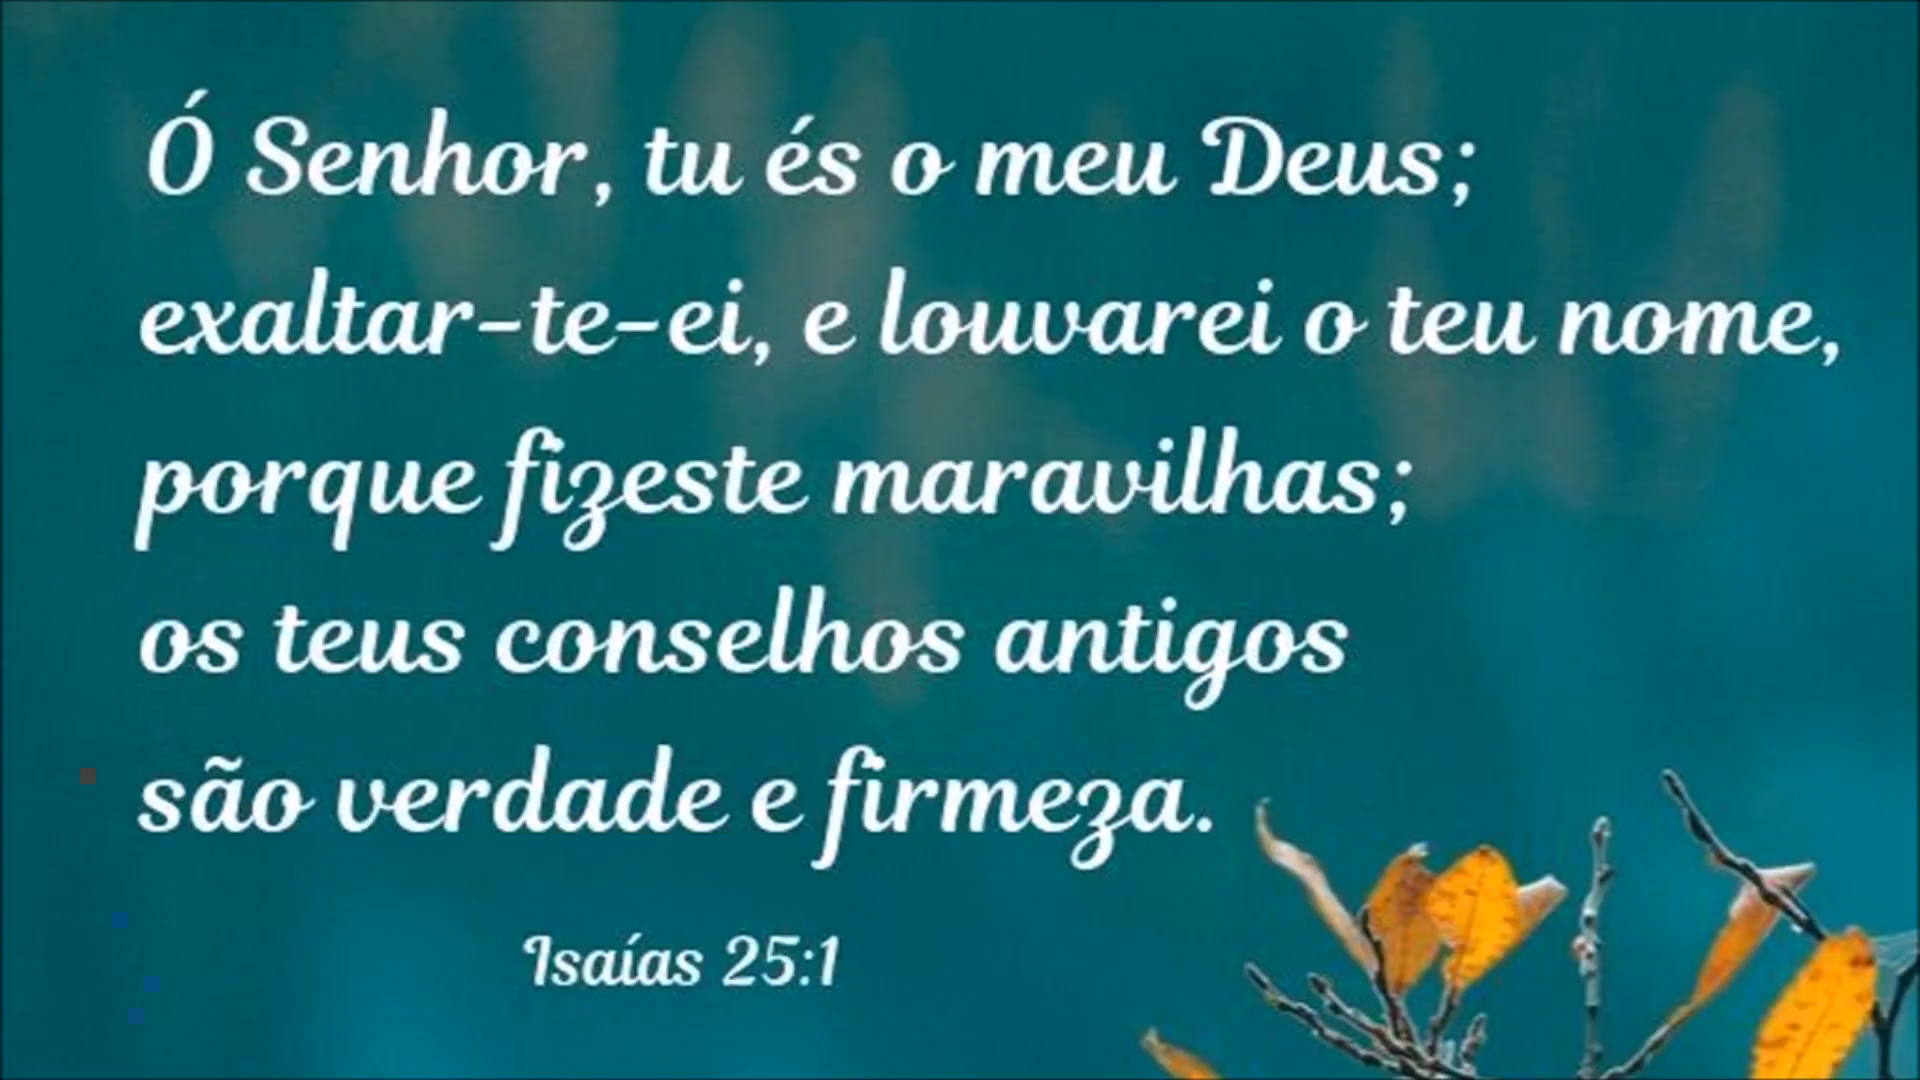 Ó Senhor, tu és o meu Deus;
exaltar-te-ei, e louvarei o teu nome,
porque fizeste maravilhas;
os teus conselhos antigos
são verdade e firmeza.
Isaías 25:1